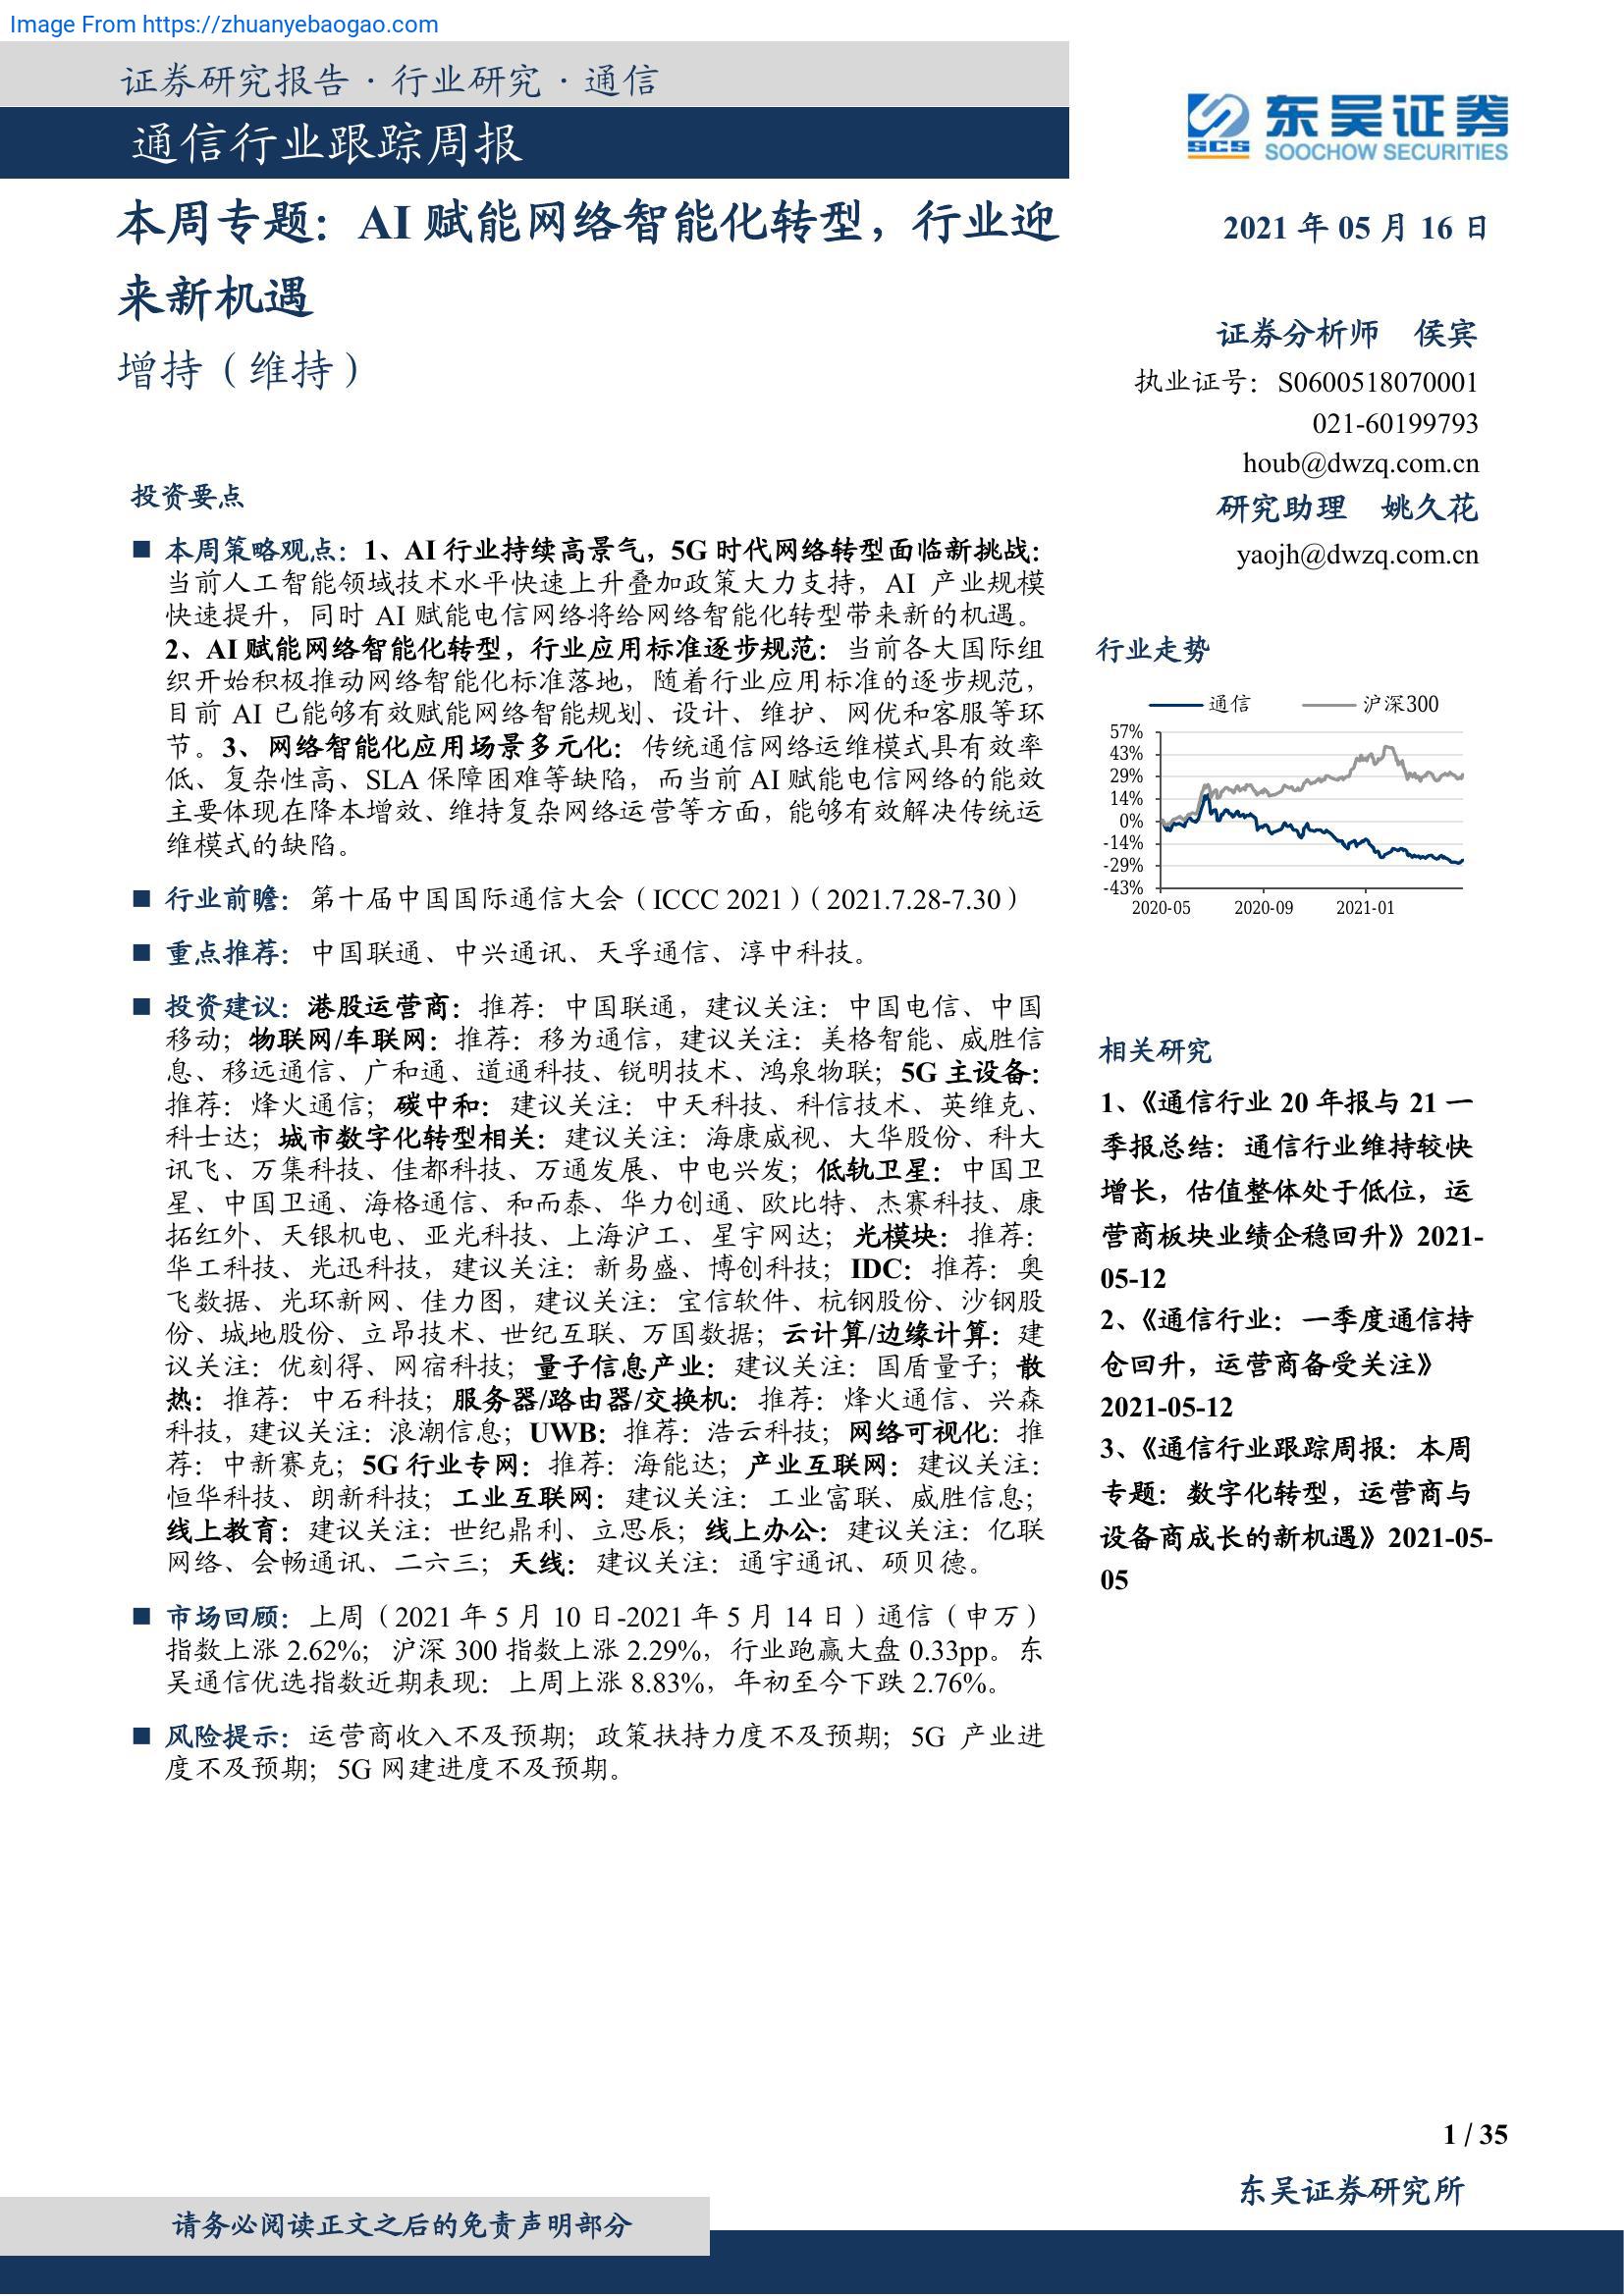 Image From https://zhuanyebaogao.com
证券研究报告·行业研究·通信
通信行业跟踪周报
东吴证券
SCS
SOOCHOW SECURITIES
本周专题：AI 赋能网络智能化转型，行业迎
来新机遇
增持（维持）
2021 年 05 月 16 日
证券分析师 侯宾
执业证号：S0600518070001
021-60199793
houb@dwzq.com.cn
研究助理 姚久花
yaojh@dwzq.com.cn
投资要点
■ 本周策略观点：1、AI 行业持续高景气，5G 时代网络转型面临新挑战：
当前人工智能领域技术水平快速上升叠加政策大力支持，AI 产业规模
快速提升，同时 AI 赋能电信网络将给网络智能化转型带来新的机遇。
2、AI 赋能网络智能化转型，行业应用标准逐步规范：当前各大国际组
织开始积极推动网络智能化标准落地，随着行业应用标准的逐步规范，
目前 AI 已能够有效赋能网络智能规划、设计、维护、网优和客服等环
节。3、网络智能化应用场景多元化：传统通信网络运维模式具有效率
低、复杂性高、SLA 保障困难等缺陷，而当前 AI 赋能电信网络的能效
主要体现在降本增效、维持复杂网络运营等方面，能够有效解决传统运
维模式的缺陷。
■ 行业前瞻：第十届中国国际通信大会（ICCC 2021）（2021.7.28-7.30）
■ 重点推荐：中国联通、中兴通讯、天孚通信、淳中科技。
■ 投资建议：港股运营商：推荐：中国联通，建议关注：中国电信、中国
移动；物联网/车联网：推荐：移为通信，建议关注：美格智能、威胜信
息、移远通信、广和通、道通科技、锐明技术、鸿泉物联；5G 主设备：
推荐：烽火通信；碳中和：建议关注：中天科技、科信技术、英维克、
科士达；城市数字化转型相关：建议关注：海康威视、大华股份、科大
讯飞、万集科技、佳都科技、万通发展、中电兴发；低轨卫星：中国卫
星、中国卫通、海格通信、和而泰、华力创通、欧比特、杰赛科技、康
拓红外、天银机电、亚光科技、上海沪工、星宇网达；光模块：推荐：
华工科技、光迅科技，建议关注：新易盛、博创科技；IDC：推荐：奥
飞数据、光环新网、佳力图，建议关注：宝信软件、杭钢股份、沙钢股
份、城地股份、立昂技术、世纪互联、万国数据；云计算/边缘计算：建
议关注：优刻得、网宿科技；量子信息产业：建议关注：国盾量子；散
热：推荐：中石科技；服务器/路由器/交换机：推荐：烽火通信、兴森
科技，建议关注：浪潮信息；UWB：推荐：浩云科技；网络可视化：推
荐：中新赛克；5G 行业专网：推荐：海能达；产业互联网：建议关注：
恒华科技、朗新科技；工业互联网：建议关注：工业富联、威胜信息；
线上教育：建议关注：世纪鼎利、立思辰；线上办公：建议关注：亿联
网络、会畅通讯、二六三；天线：建议关注：通宇通讯、硕贝德。
■ 市场回顾：上周（2021 年 5 月 10 日-2021 年 5 月 14 日）通信（申万）
指数上涨 2.62%；沪深 300 指数上涨 2.29%，行业跑赢大盘 0.33pp。东
吴通信优选指数近期表现：上周上涨 8.83%，年初至今下跌 2.76%。
■ 风险提示：运营商收入不及预期；政策扶持力度不及预期；5G 产业进
度不及预期；5G 网建进度不及预期。
行业走势
通信 沪深300
57%
43%
29%
14%
0%
-14%
-29%
-43%
2020-05 2020-09 2021-01
相关研究
1、《通信行业 20 年报与 21 一
季报总结：通信行业维持较快
增长，估值整体处于低位，运
营商板块业绩企稳回升》2021-
05-12
2、《通信行业：一季度通信持
仓回升，运营商备受关注》
2021-05-12
3、《通信行业跟踪周报：本周
专题：数字化转型，运营商与
设备商成长的新机遇》2021-05-
05
1 / 35
东吴证券研究所
请务必阅读正文之后的免责声明部分